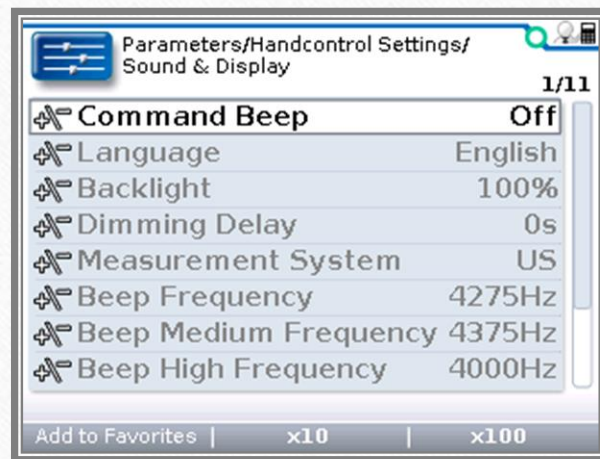 Parameters/Handcontrol Settings/
Sound & Display
1/11
Command Beep Off
Language English
Backlight 100%
Dimming Delay 0s
Measurement System US
Beep Frequency 4275Hz
Beep Medium Frequency 4375Hz
Beep High Frequency 4000Hz
Add to Favorites | x10 | x100